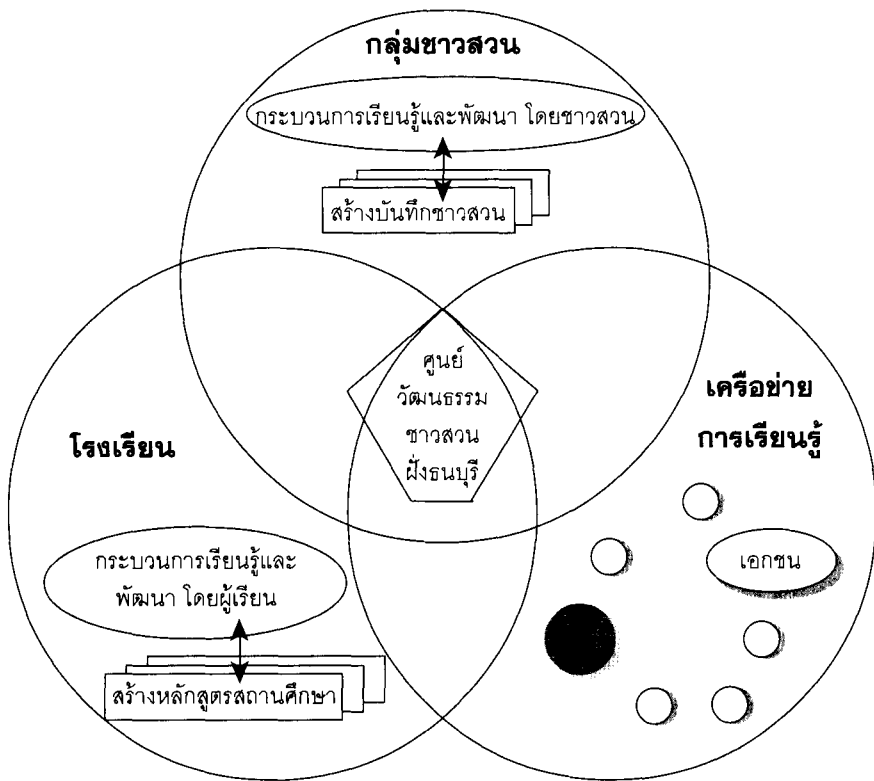 กลุ่มชาวสวน
กระบวนการเรียนรู้และพัฒนา โดยชาวสวน
สร้างบันทึกชาวสวน
ศูนย์
วัฒนธรรม
ชาวสวน
ฝั่งธนบุรี
โรงเรียน
กระบวนการเรียนรู้และ
พัฒนา โดยผู้เรียน
สร้างหลักสูตรสถานศึกษา
เครือข่าย
การเรียนรู้
เอกชน